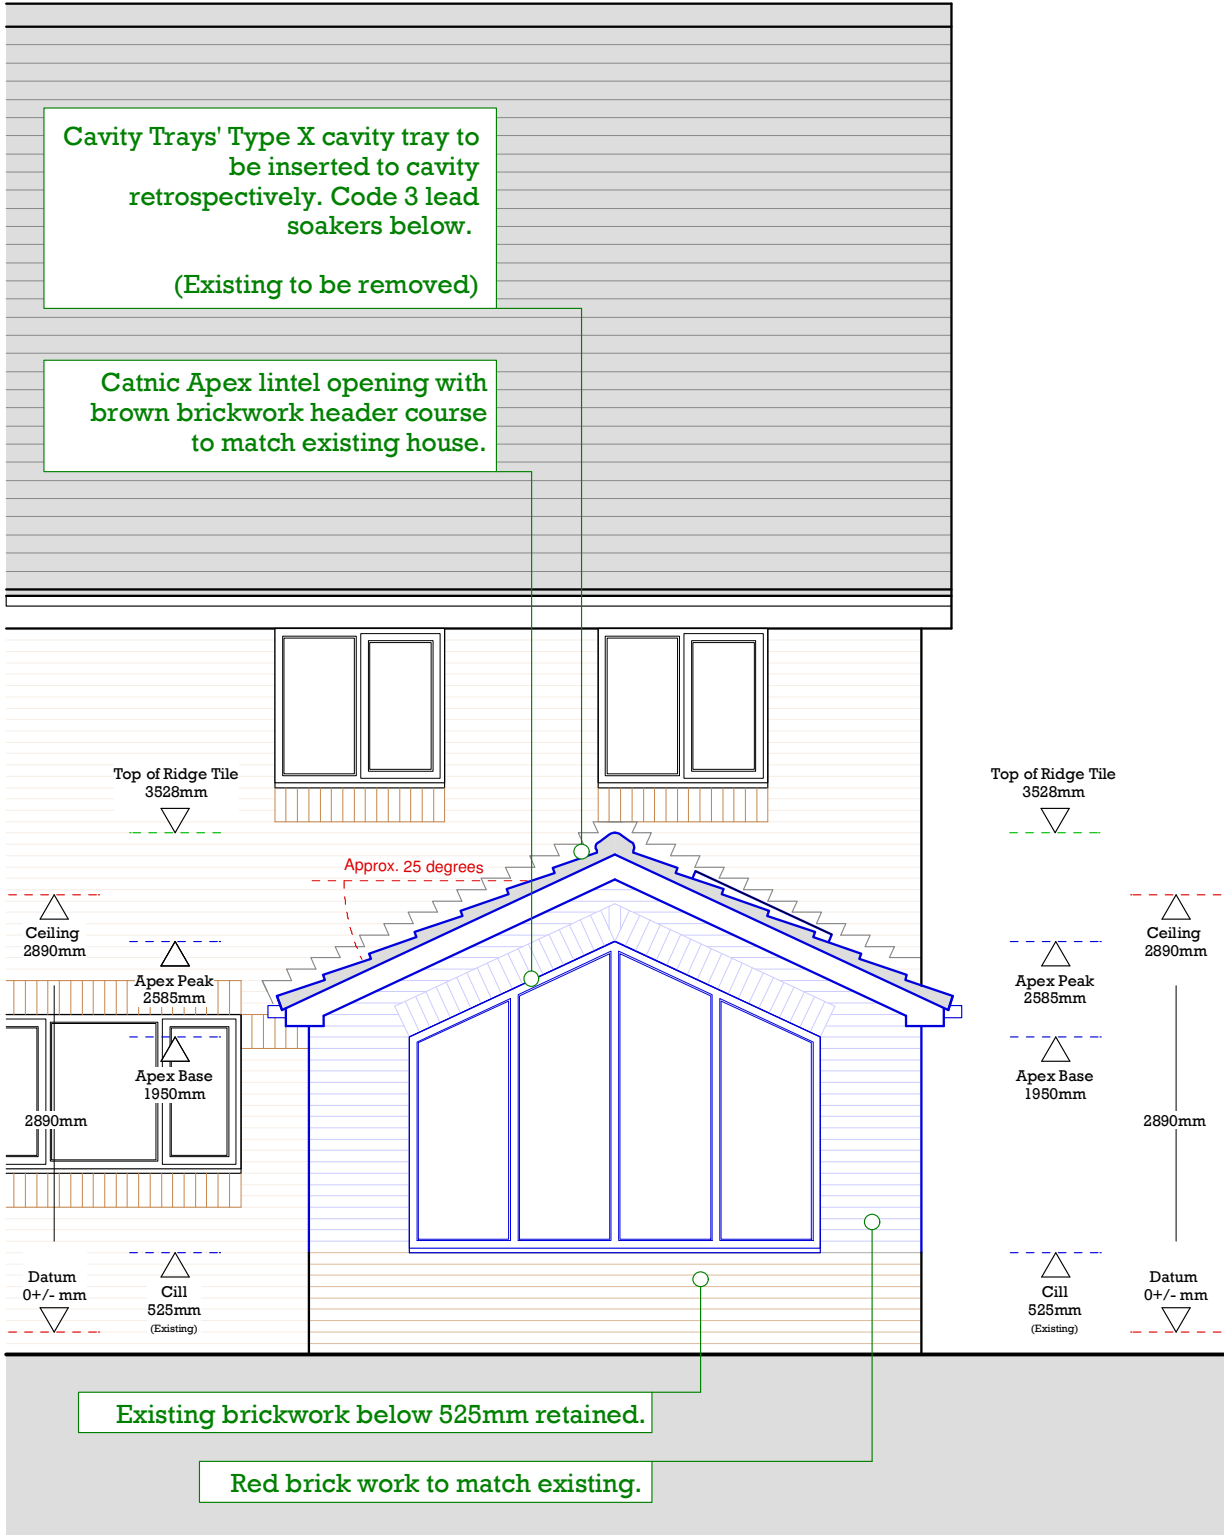 Cavity Trays' Type X cavity tray to
be inserted to cavity
retrospectively. Code 3 lead
soakers below.
(Existing to be removed)
Catnic Apex lintel opening with
brown brickwork header course
to match existing house.
Top of Ridge Tile
3528mm
Top of Ridge Tile
3528mm
Approx. 25 degrees
Ceiling
2890mm
Apex Peak
2585mm
Apex Peak
2585mm
Ceiling
2890mm
Apex Base
1950mm
Apex Base
1950mm
2890mm
2890mm
Datum
0+/- mm
Cill
525mm
(Existing)
Cill
525mm
(Existing)
Datum
0+/- mm
Existing brickwork below 525mm retained.
Red brick work to match existing.